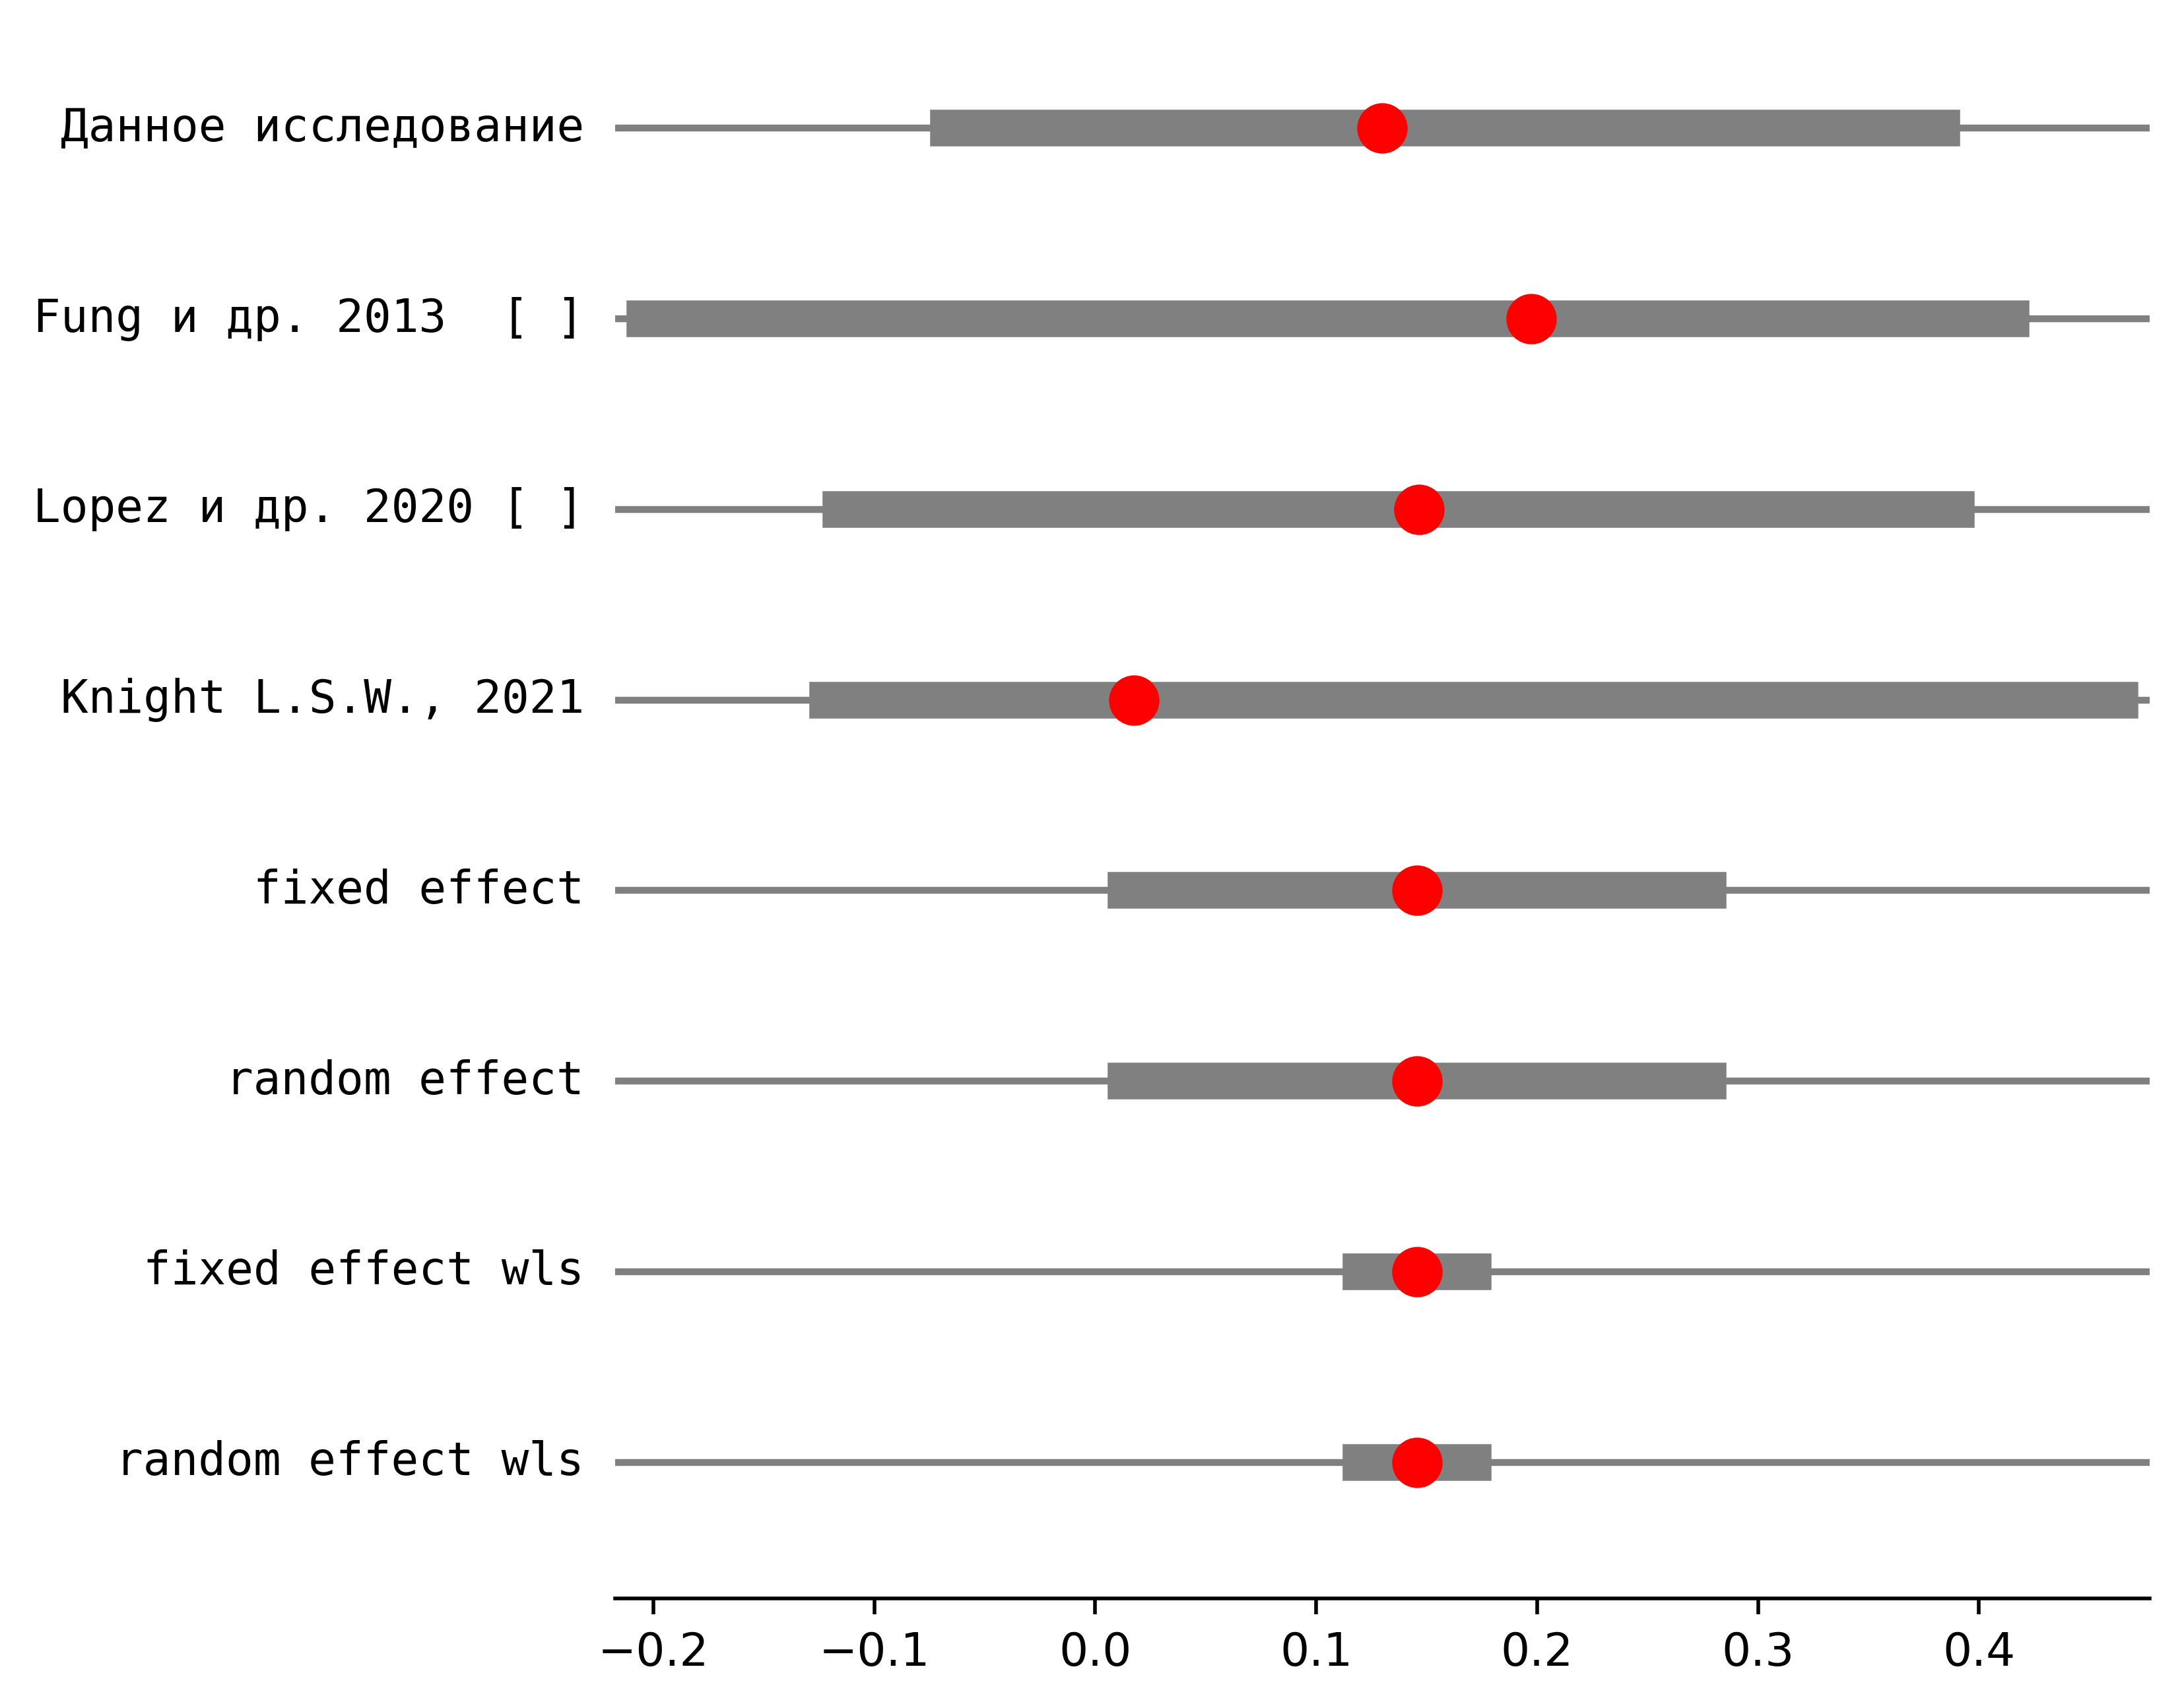 Данное исследование
Fung и др. 2013  [ ]
Lopez и др. 2020 [ ]
Knight L.S.W., 2021
fixed effect
random effect
fixed effect wls
random effect wls
−0.2 −0.1 0.0 0.1 0.2 0.3 0.4